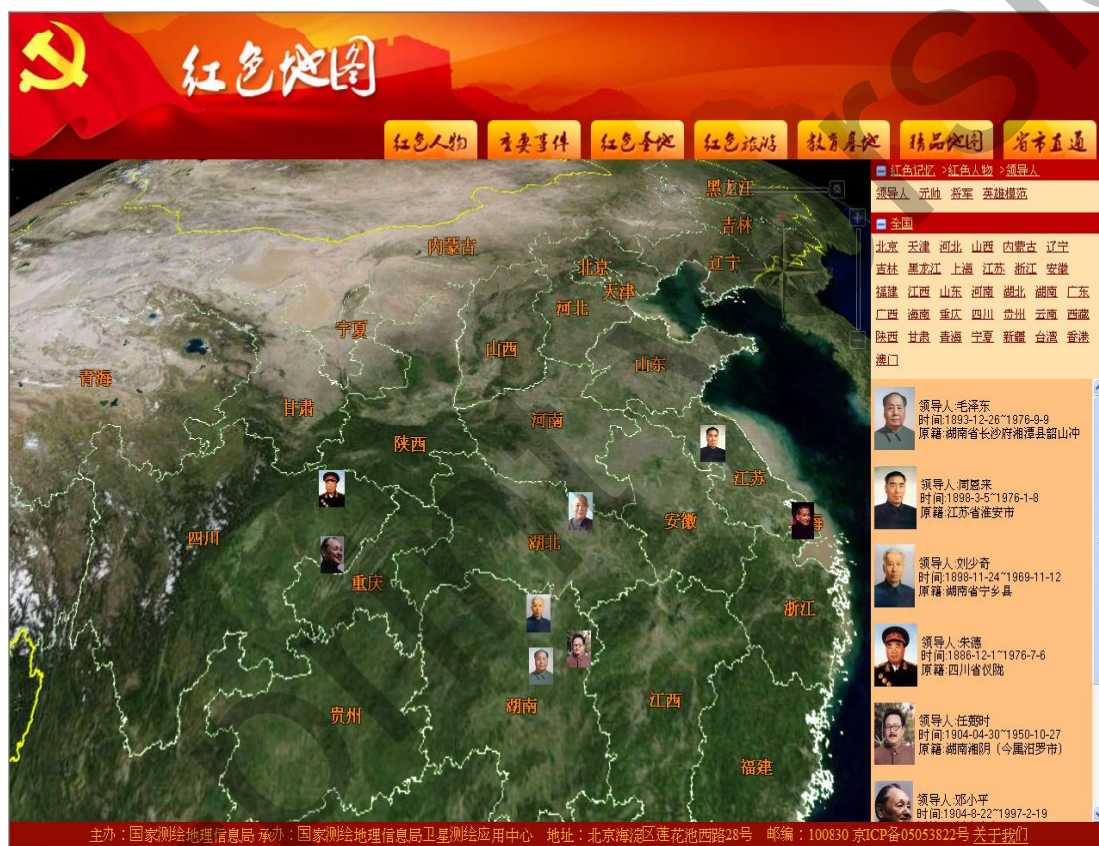 红色地图
红色人物 主要事件 红色圣地 红色旅游 教育基地 精品地图 省市直通
红色记忆 >红色人物 >领导人
领导人 元帅 将军 英雄模范
全国
北京 天津 河北 山西 内蒙古 辽宁
吉林 黑龙江 上海 江苏 浙江 安徽
福建 江西 山东 河南 湖北 湖南 广东
广西 海南 重庆 四川 贵州 云南 西藏
陕西 甘肃 青海 宁夏 新疆 台湾 香港
澳门
黑龙江
吉林
内蒙古
辽宁
北京
天津
河北
宁夏
山西
山东
青海
甘肃
河南
陕西
江苏
安徽
海
四川
湖北
重庆
浙江
江西
湖南
贵州
福建
领导人:毛泽东
时间:1893-12-26~1976-9-9
原籍:湖南省长沙府湘潭县韶山冲
领导人:周恩来
时间:1898-3-5~1976-1-8
原籍:江苏省淮安市
领导人:刘少奇
时间:1898-11-24~1969-11-12
原籍:湖南省宁乡县
领导人:朱德
时间:1886-12-1~1976-7-6
原籍:四川省仪陇
领导人:任弼时
时间:1904-04-30~1950-10-27
原籍:湖南湘阴（今属汨罗市）
领导人:邓小平
时间:1904-8-22~1997-2-19
主办：国家测绘地理信息局 承办：国家测绘地理信息局卫星测绘应用中心 地址：北京海淀区莲花池西路28号 邮编：100830 京ICP备05053822号 关于我们